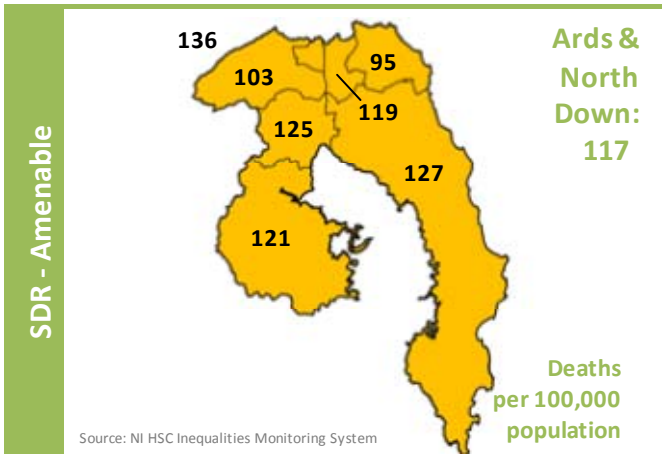 SDR - Amenable
136
103
95
119
125
127
121
Ards &
North
Down:
117
Deaths
per 100,000
population
Source: NI HSC Inequalities Monitoring System